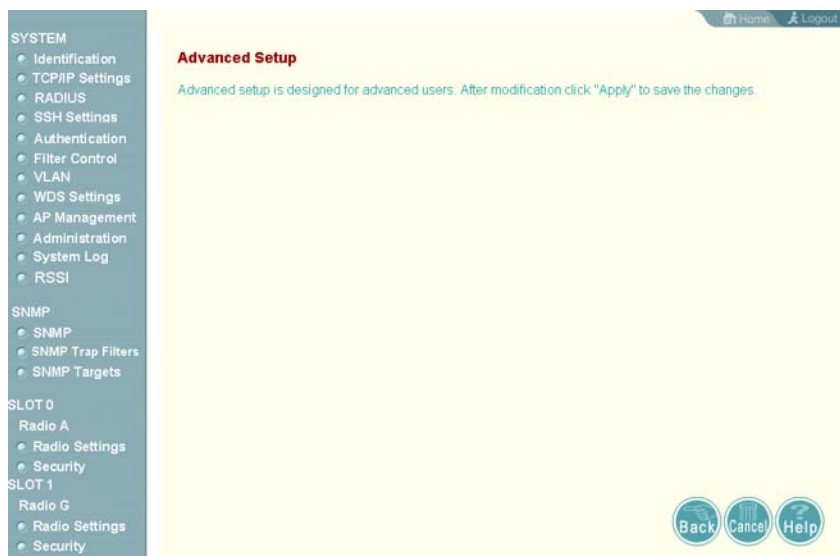 Home Logout
SYSTEM
Identification
TCP/IP Settings
RADIUS
SSH Settings
Authentication
Filter Control
VLAN
WDS Settings
AP Management
Administration
System Log
RSSI
SNMP
SNMP
SNMP Trap Filters
SNMP Targets
SLOT 0
Radio A
Radio Settings
Security
SLOT 1
Radio G
Radio Settings
Security
Advanced Setup
Advanced setup is designed for advanced users. After modification click "Apply" to save the changes.
Back Cancel Help